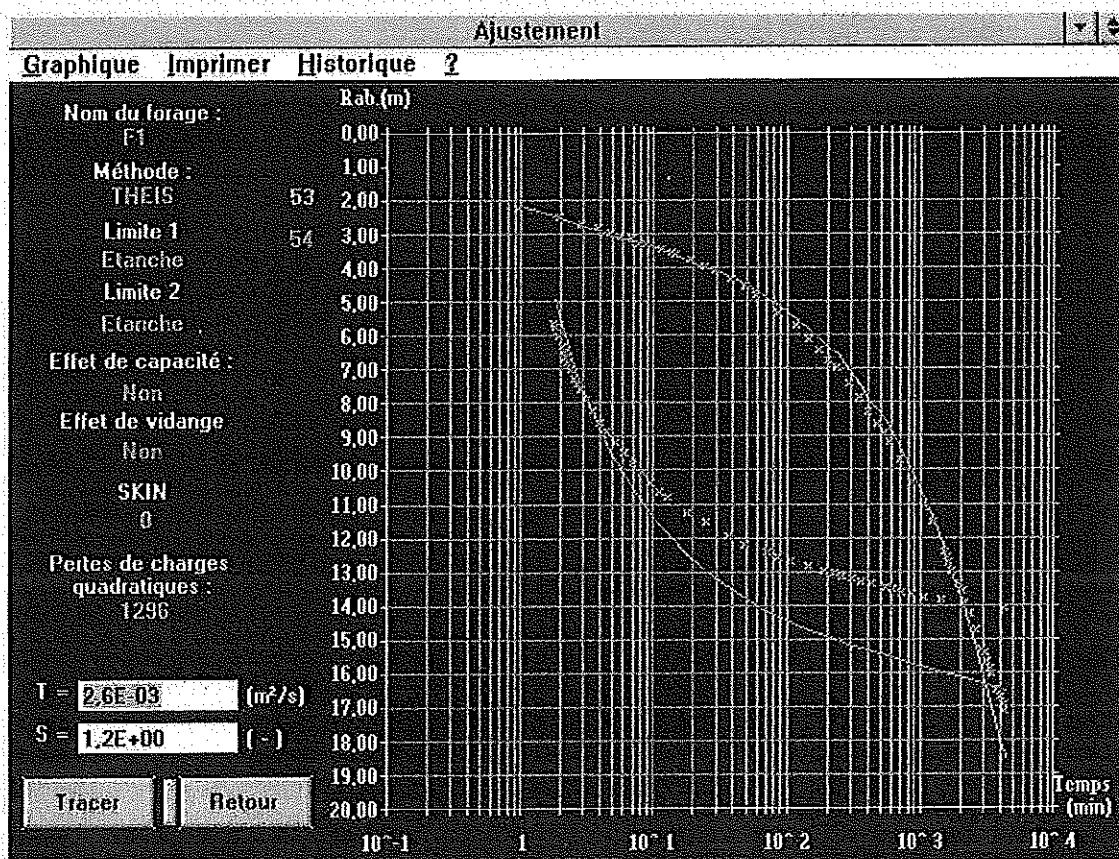 Ajustement
Graphique Imprimer Historique ?
Nom du forage :
F1
Méthode :
THEIS 53
Limite 1 54
Etanche
Limite 2
Etanche
Effet de capacité :
Non
Effet de vidange
Non
SKIN
0
Pertes de charges
quadratiques :
1296
T = 2,6E-03 (m²/s)
S = 1,2E+00 ( - )
Tracer Retour
Rab.(m)
0,00
1,00
2,00
3,00
4,00
5,00
6,00
7,00
8,00
9,00
10,00
11,00
12,00
13,00
14,00
15,00
16,00
17,00
18,00
19,00
20,00
10^-1 1 10^1 10^2 10^3 10^4
Temps
(min)